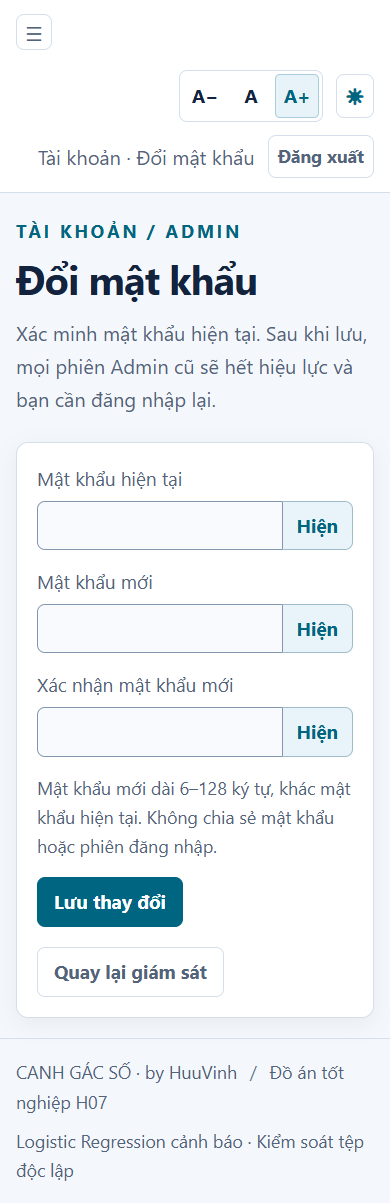 A− A A+
Tài khoản · Đổi mật khẩu Đăng xuất
TÀI KHOẢN / ADMIN
Đổi mật khẩu
Xác minh mật khẩu hiện tại. Sau khi lưu,
mọi phiên Admin cũ sẽ hết hiệu lực và
bạn cần đăng nhập lại.
Mật khẩu hiện tại
Hiện
Mật khẩu mới
Hiện
Xác nhận mật khẩu mới
Hiện
Mật khẩu mới dài 6–128 ký tự, khác mật
khẩu hiện tại. Không chia sẻ mật khẩu
hoặc phiên đăng nhập.
Lưu thay đổi
Quay lại giám sát
CANH GÁC SỐ · by HuuVinh / Đồ án tốt
nghiệp H07
Logistic Regression cảnh báo · Kiểm soát tệp
độc lập